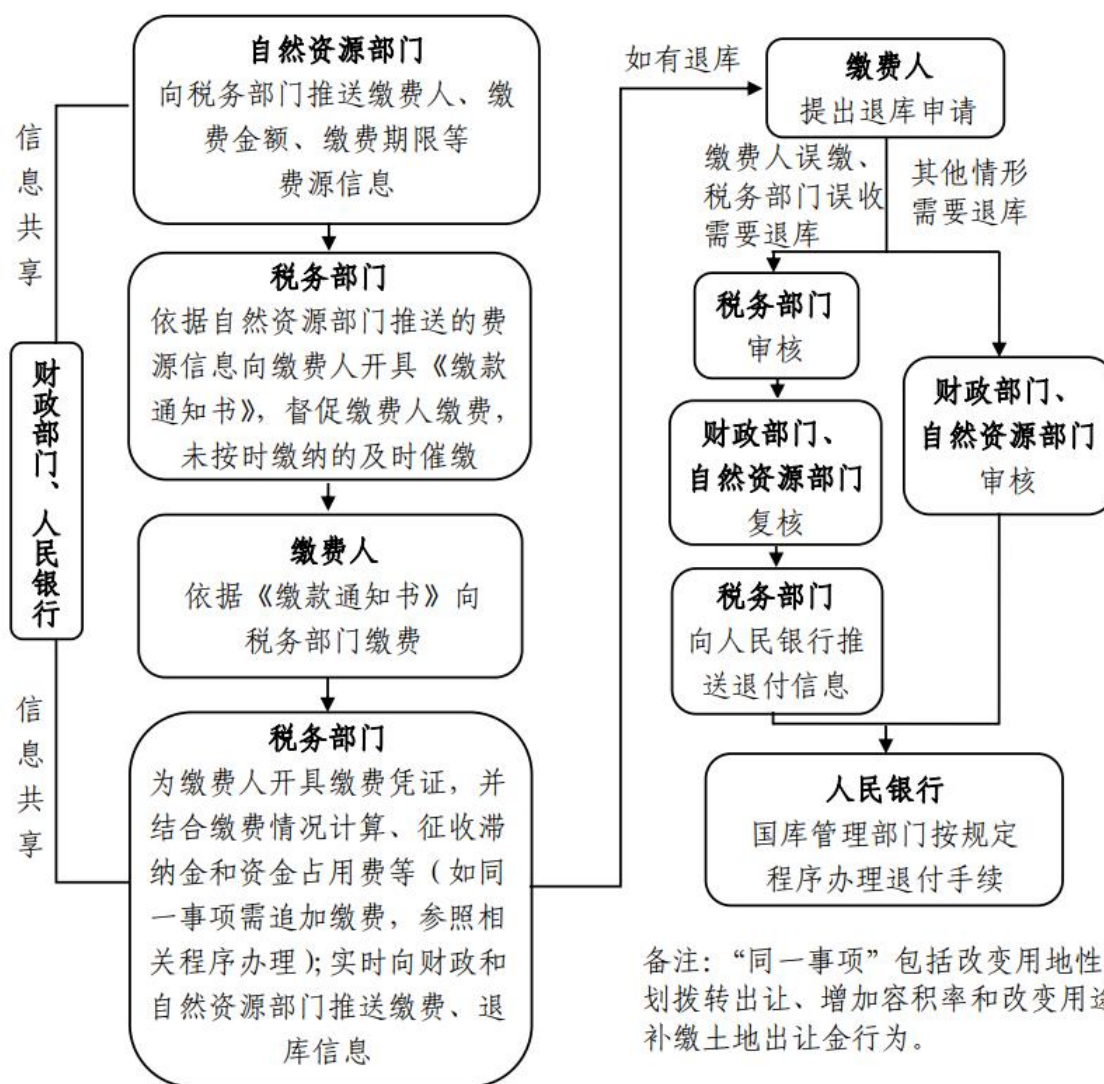 自然资源部门
向税务部门推送缴费人、缴
费金额、缴费期限等
费源信息
信息共享
税务部门
依据自然资源部门推送的费
源信息向缴费人开具《缴款
通知书》，督促缴费人缴费，
未按时缴纳的及时催缴
财政部门、人民银行
缴费人
依据《缴款通知书》向
税务部门缴费
信息共享
税务部门
为缴费人开具缴费凭证，并
结合缴费情况计算、征收滞
纳金和资金占用费等（如同
一事项需追加缴费，参照相
关程序办理）；实时向财政和
自然资源部门推送缴费、退
库信息
如有退库
缴费人
提出退库申请
缴费人误缴、
税务部门误收
需要退库
其他情形
需要退库
税务部门
审核
财政部门、
自然资源部门
复核
税务部门
向人民银行推
送退付信息
财政部门、
自然资源部门
审核
人民银行
国库管理部门按规定
程序办理退付手续
备注：“同一事项”包括改变用地性
划拨转出让、增加容积率和改变用途
补缴土地出让金行为。